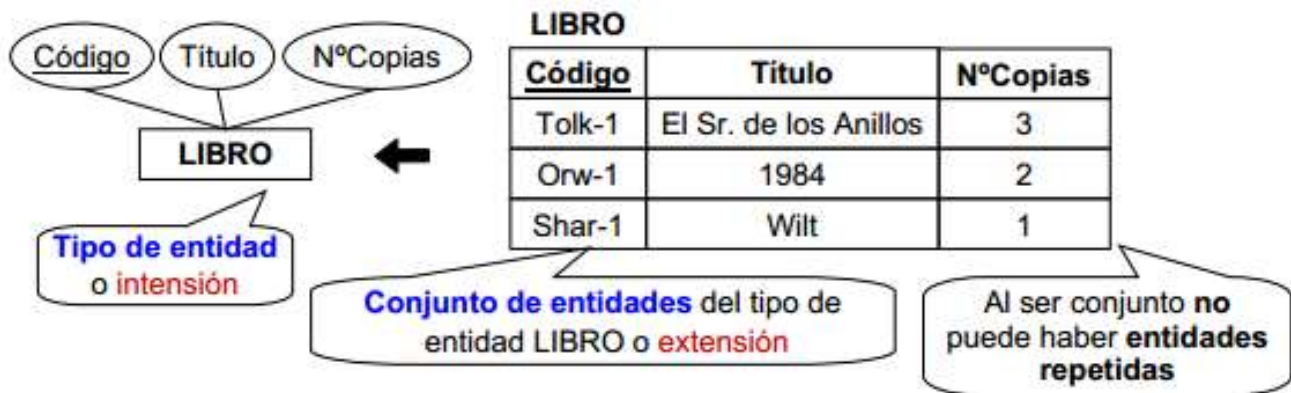 LIBRO
Código Título NºCopias
Código Título NºCopias
Tolk-1 El Sr. de los Anillos 3
LIBRO
Orw-1 1984 2
Shar-1 Wilt 1
Tipo de entidad
o intensión
Conjunto de entidades del tipo de
entidad LIBRO o extensión
Al ser conjunto no
puede haber entidades
repetidas